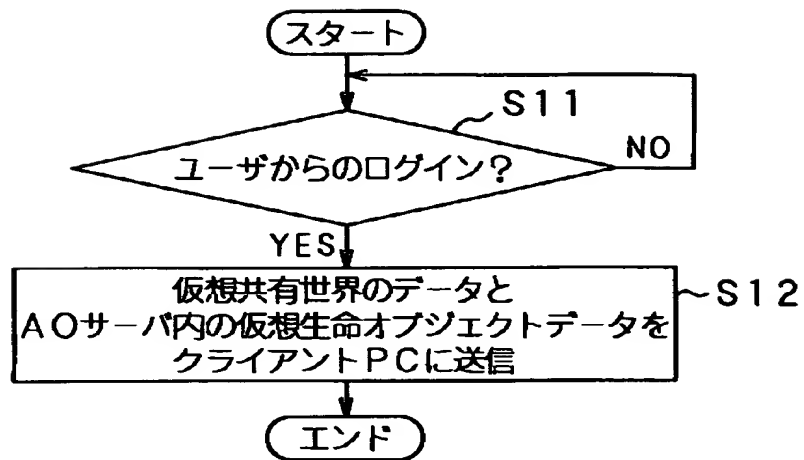 スタート
S11
ユーザからのログイン?
NO
YES
仮想共有世界のデータと
AOサーバ内の仮想生命オブジェクトデータを
クライアントPCに送信
S12
エンド